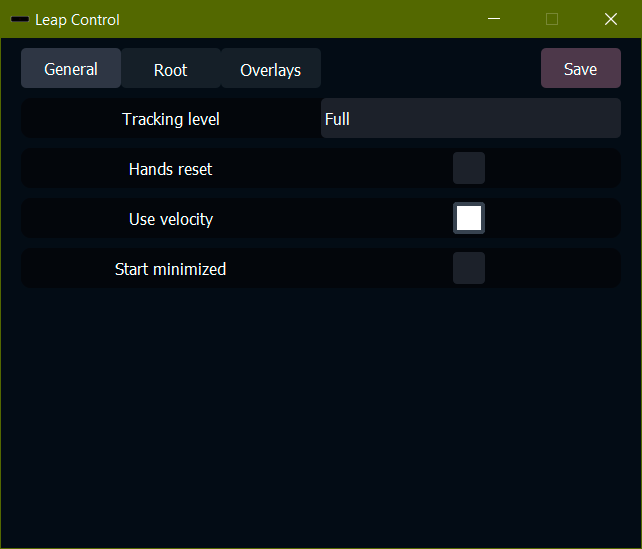 Leap Control
General Root Overlays Save
Tracking level Full
Hands reset
Use velocity
Start minimized